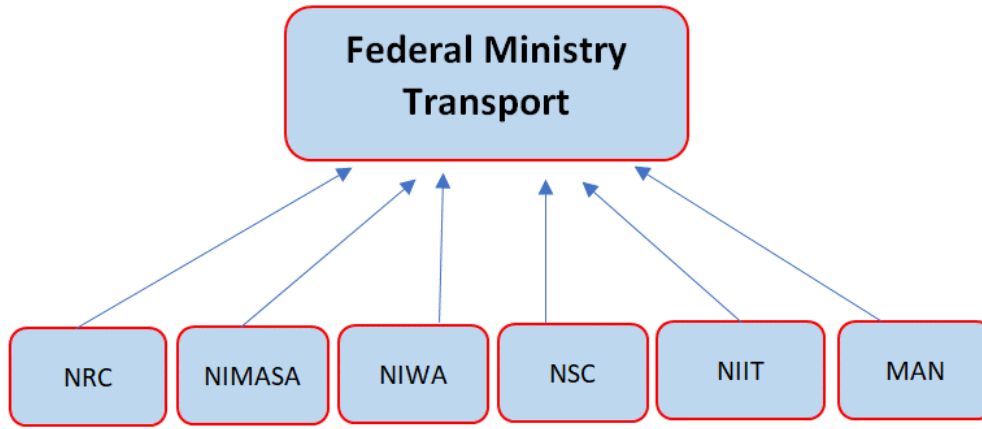 Federal Ministry
Transport
NRC
NIMASA
NIWA
NSC
NIIT
MAN